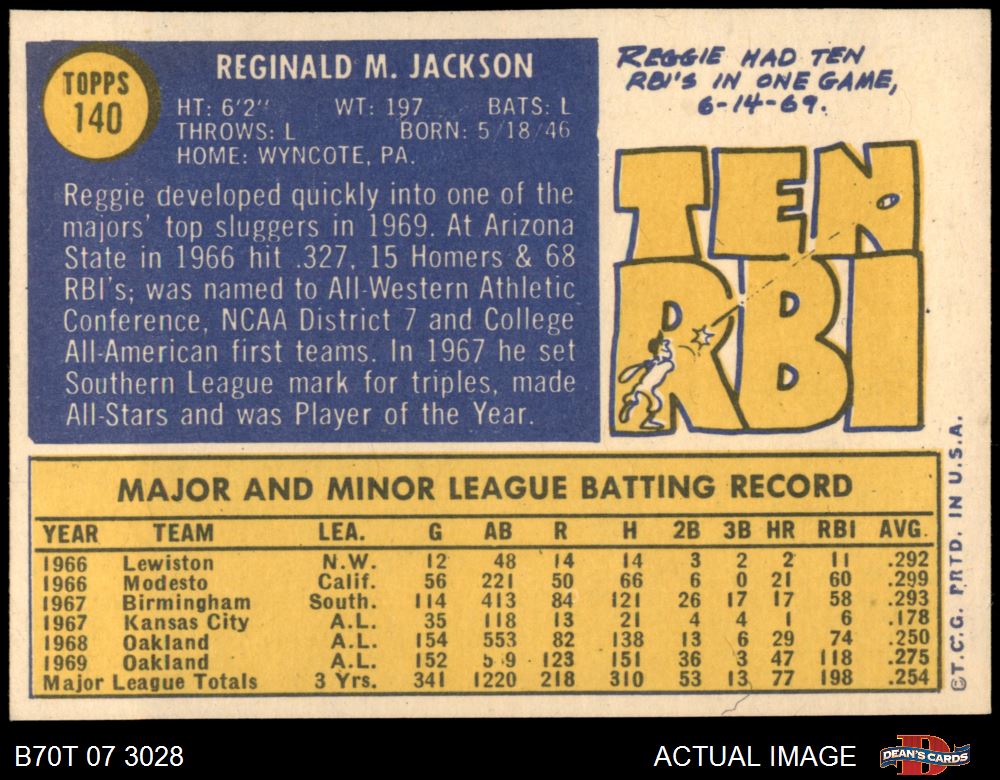 TOPPS
140
REGINALD M. JACKSON
HT: 6'2" WT: 197 BATS: L
THROWS: L BORN: 5/18/46
HOME: WYNCOTE, PA.
Reggie developed quickly into one of the
majors' top sluggers in 1969. At Arizona
State in 1966 hit .327, 15 Homers & 68
RBI's; was named to All-Western Athletic
Conference, NCAA District 7 and College
All-American first teams. In 1967 he set
Southern League mark for triples, made
All-Stars and was Player of the Year.
REGGIE HAD TEN
RBI'S IN ONE GAME,
6-14-69.
TEN
RBI
MAJOR AND MINOR LEAGUE BATTING RECORD
YEAR TEAM LEA. G AB R H 2B 3B HR RBI AVG.
1966 Lewiston N.W. 12 48 14 14 3 2 2 11 .292
1966 Modesto Calif. 56 221 50 66 6 0 21 60 .299
1967 Birmingham South. 114 413 84 121 26 17 17 58 .293
1967 Kansas City A.L. 35 118 13 21 4 4 1 6 .178
1968 Oakland A.L. 154 553 82 138 13 6 29 74 .250
1969 Oakland A.L. 152 123 151 36 3 47 118 .275
Major League Totals 3 Yrs. 341 1220 218 310 53 13 77 198 .254
©T.C.G. PRTD. IN U.S.A.
B70T 07 3028
ACTUAL IMAGE
DEAN'S CARDS